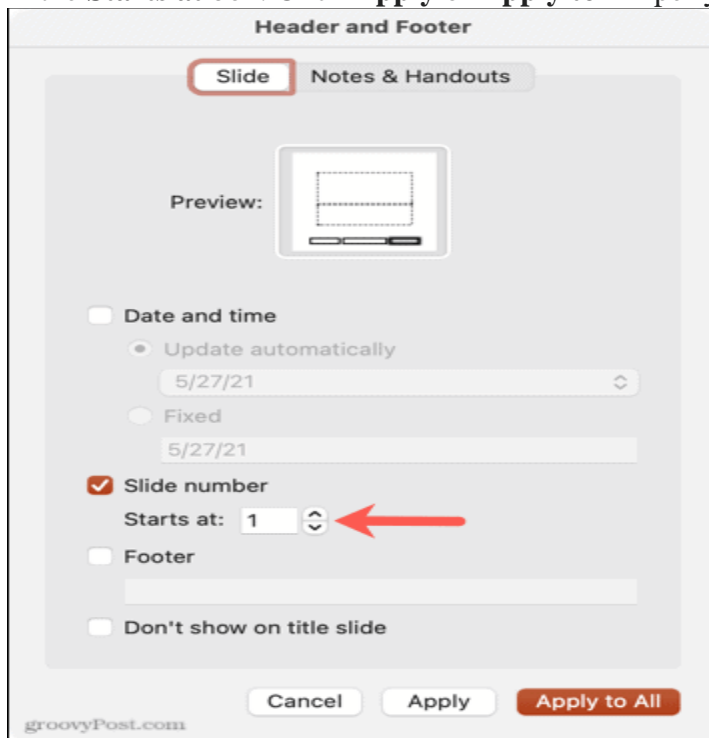 Header and Footer
Slide Notes & Handouts
Preview:
Date and time
Update automatically
5/27/21
Fixed
5/27/21
Slide number
Starts at: 1
Footer
Don't show on title slide
Cancel Apply Apply to All
groovyPost.com